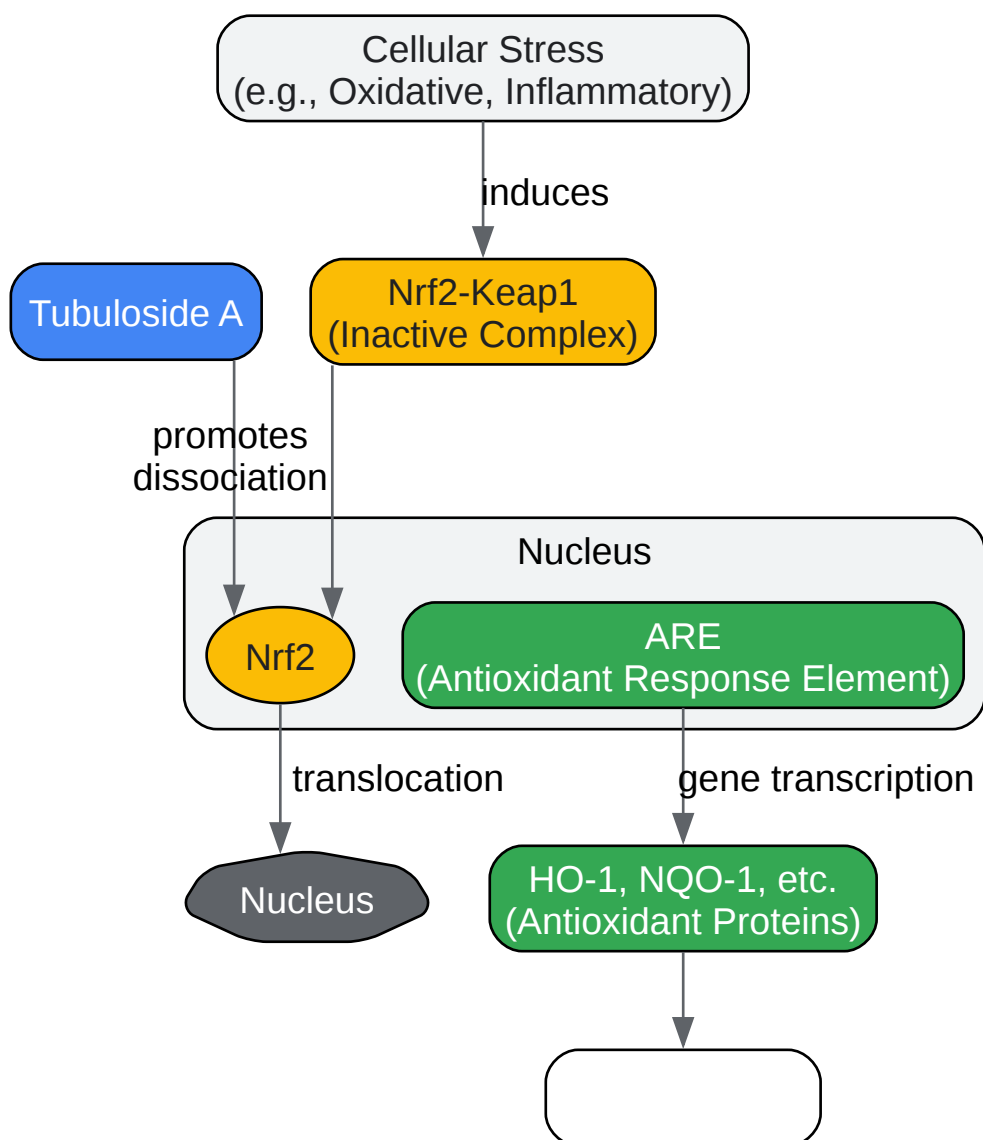 Cellular Stress
(e.g., Oxidative, Inflammatory)
induces
Tubuloside A
Nrf2-Keap1
(Inactive Complex)
promotes
dissociation
Nucleus
Nrf2
ARE
(Antioxidant Response Element)
translocation
gene transcription
Nucleus
HO-1, NQO-1, etc.
(Antioxidant Proteins)